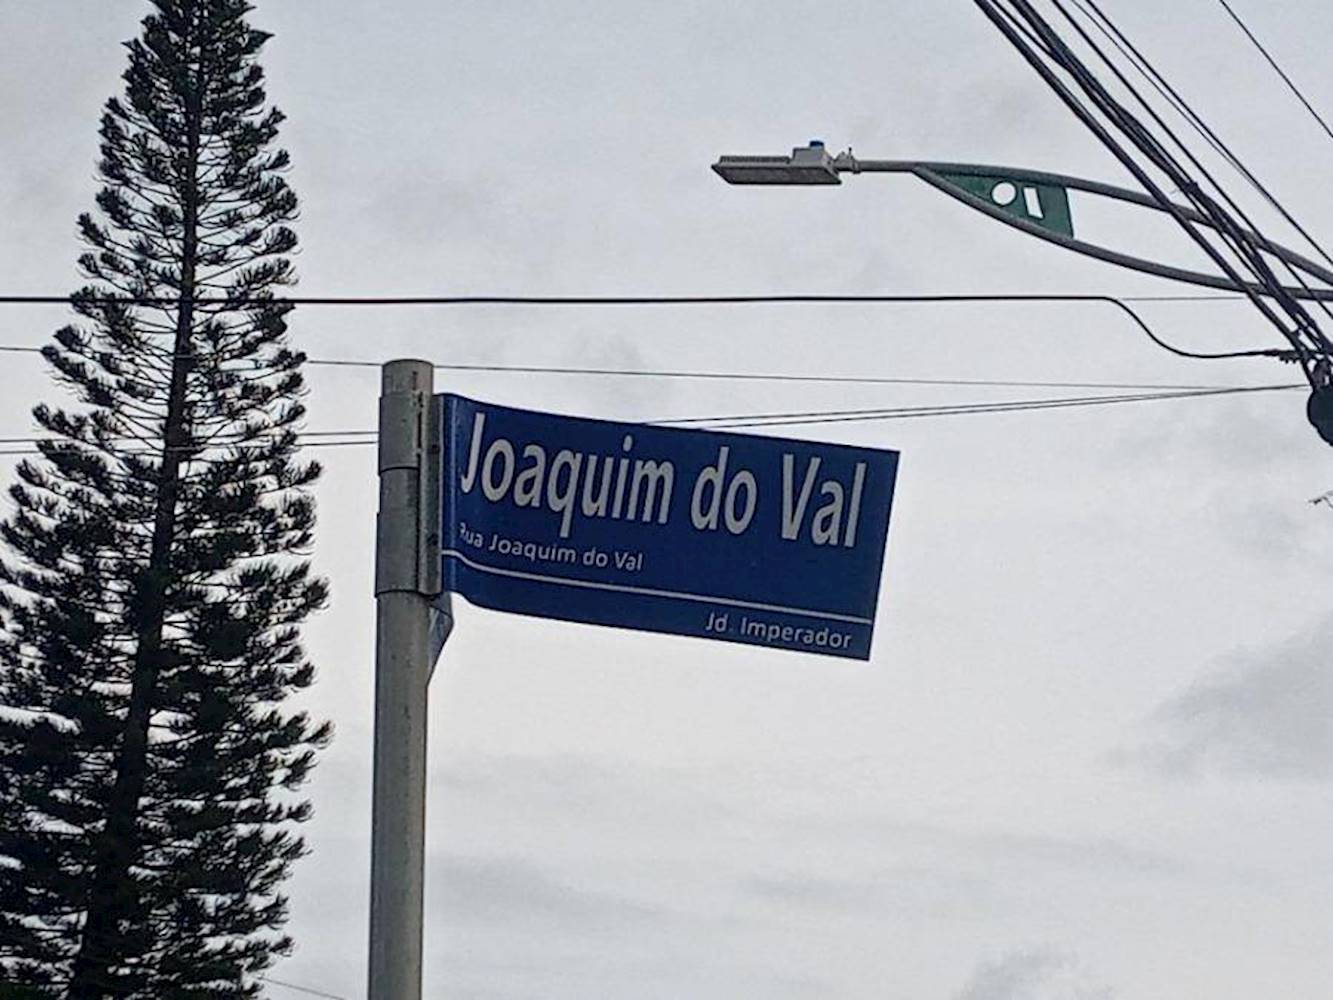 Joaquim do Val
Rua Joaquim do Val
Jd. Imperador